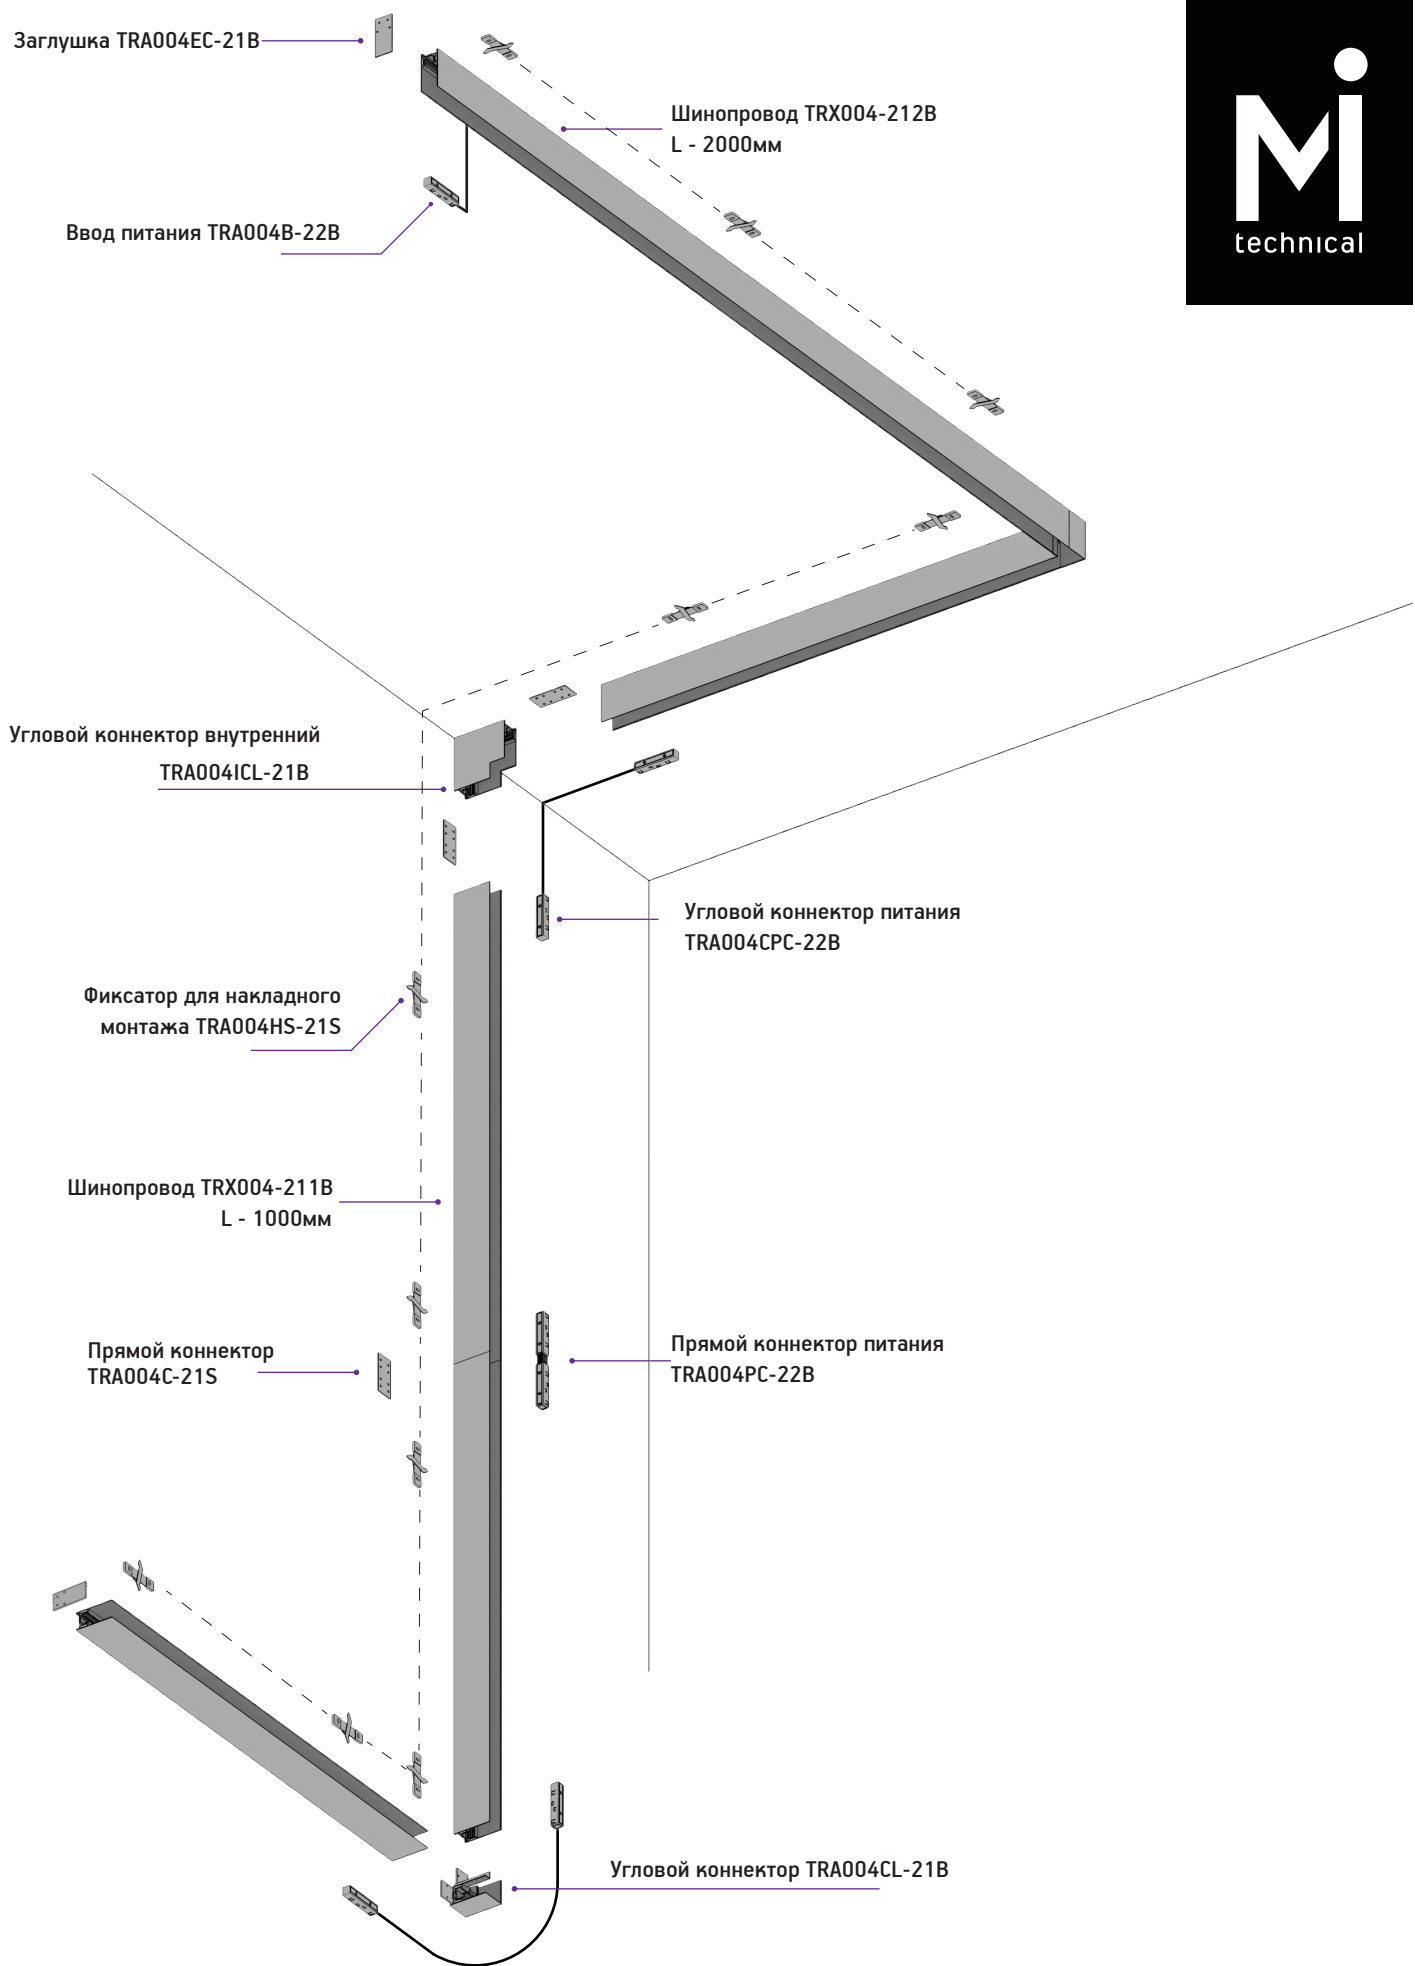 Заглушка TRA004EC-21B
Шинопровод TRX004-212B
L - 2000мм
Mi
technical
Ввод питания TRA004B-22B
Угловой коннектор внутренний
TRA004ICL-21B
Угловой коннектор питания
TRA004CPC-22B
Фиксатор для накладного
монтажа TRA004HS-21S
Шинопровод TRX004-211B
L - 1000мм
Прямой коннектор
TRA004C-21S
Прямой коннектор питания
TRA004PC-22B
Угловой коннектор TRA004CL-21B